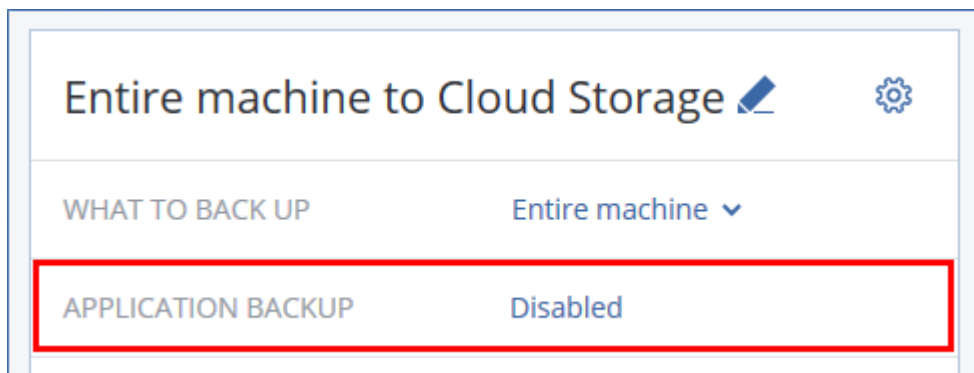 Entire machine to Cloud Storage
WHAT TO BACK UP Entire machine
APPLICATION BACKUP Disabled